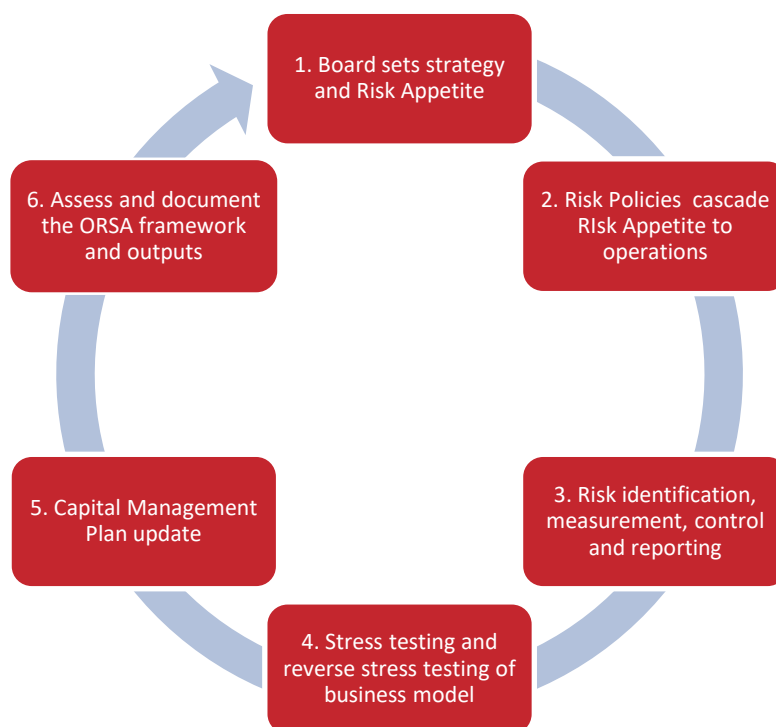 1. Board sets strategy
and Risk Appetite
2. Risk Policies cascade
RIsk Appetite to
operations
3. Risk identification,
measurement, control
and reporting
4. Stress testing and
reverse stress testing of
business model
5. Capital Management
Plan update
6. Assess and document
the ORSA framework
and outputs